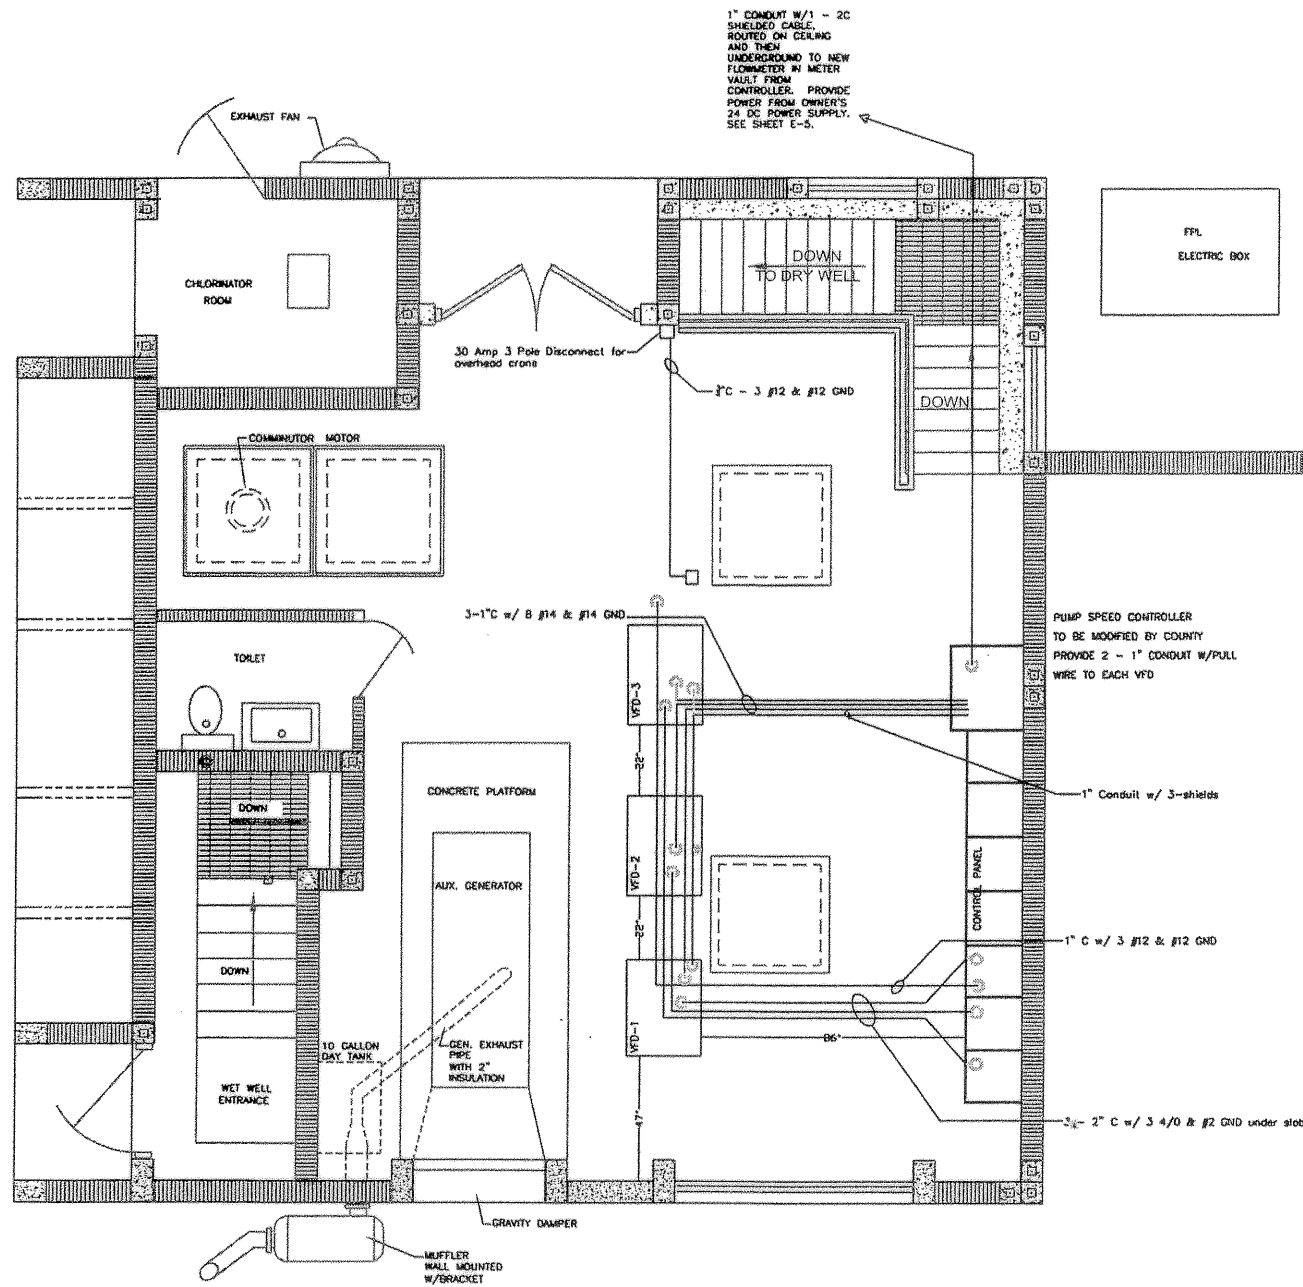 1" CONDUIT W/1 - 2C
SHIELDED CABLE,
ROUTED ON CEILING
AND THEN
UNDERGROUND TO NEW
FLOWMETER IN METER
VAULT FROM
CONTROLLER. PROVIDE
POWER FROM OWNER'S
24 DC POWER SUPPLY.
SEE SHEET E-5.
EXHAUST FAN
FPL
ELECTRIC BOX
CHLORINATOR
ROOM
DOWN
TO DRY WELL
30 Amp 3 Pole Disconnect for
overhead crane
C - 3 #12 & #12 GND
DOWN
COMMINUTOR MOTOR
3-1"C w/ 8 #14 & #14 GND
PUMP SPEED CONTROLLER
TO BE MODIFIED BY COUNTY
PROVIDE 2 - 1" CONDUIT W/PULL
WIRE TO EACH VFD
TOILET
VFD-3
22"
CONCRETE PLATFORM
1" Conduit w/ 3-shields
DOWN
AUX. GENERATOR
VFD-2
CONTROL PANEL
22"
1" C w/ 3 #12 & #12 GND
DOWN
VFD-1
86"
10 GALLON
DAY TANK
GEN. EXHAUST
PIPE
WITH 2"
INSULATION
WET WELL
ENTRANCE
47"
2" C w/ 3 4/0 & #2 GND under slab
GRAVITY DAMPER
MUFFLER
WALL MOUNTED
W/BRACKET